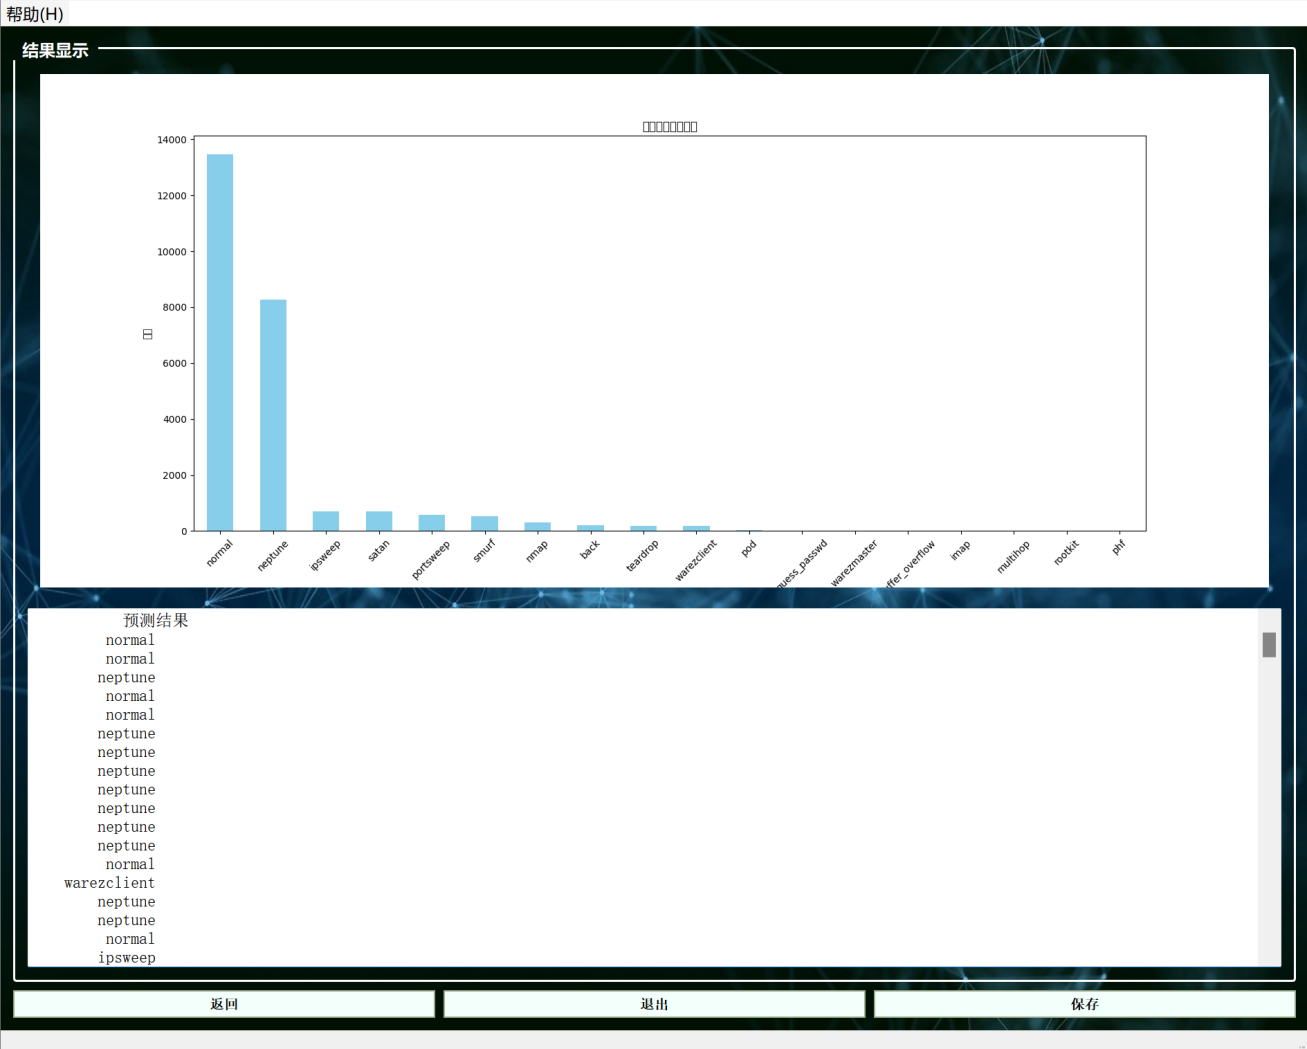 帮助(H)
结果显示
14000
12000
10000
8000
6000
4000
2000
0
normal
neptune
ipsweep
satan
portsweep
smurf
nmap
back
teardrop
warezclient
pod
uess_passwd
warezmaster
ffer_overflow
imap
multihop
rootkit
phf
预测结果
normal
normal
neptune
normal
normal
neptune
neptune
neptune
neptune
neptune
neptune
neptune
normal
warezclient
neptune
neptune
normal
ipsweep
返回
退出
保存